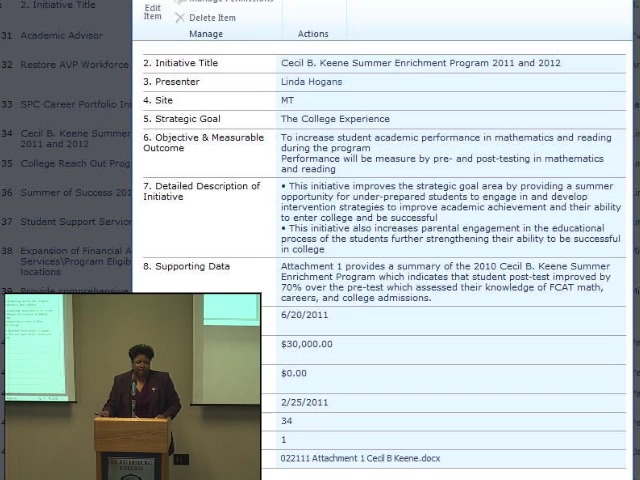 2. Initiative Title
31 Academic Advisor
32 Restore AVP Workforce
33 SPC Career Portfolio Ini
34 Cecil B. Keene Summer
2011 and 2012
35 College Reach Out Prog
36 Summer of Success 201
37 Student Support Service
38 Expansion of Financial A
Services\Program Eligib
locations
39 Provide comprehensive
Edit
Item
Manage Permissions
Delete Item
Manage
Actions
2. Initiative Title Cecil B. Keene Summer Enrichment Program 2011 and 2012
3. Presenter Linda Hogans
4. Site MT
5. Strategic Goal The College Experience
6. Objective & Measurable To increase student academic performance in mathematics and reading
Outcome during the program
Performance will be measure by pre- and post-testing in mathematics
and reading
7. Detailed Description of • This initiative improves the strategic goal area by providing a summer
Initiative opportunity for under-prepared students to engage in and develop
intervention strategies to improve academic achievement and their ability
to enter college and be successful
• This initiative also increases parental engagement in the educational
process of the students further strengthening their ability to be successful
in college
8. Supporting Data Attachment 1 provides a summary of the 2010 Cecil B. Keene Summer
Enrichment Program which indicates that student post-test improved by
70% over the pre-test which assessed their knowledge of FCAT math,
careers, and college admissions.
6/20/2011
$30,000.00
$0.00
2/25/2011
34
1
022111 Attachment 1 Cecil B Keene.docx
ST. PETERSBURG
COLLEGE